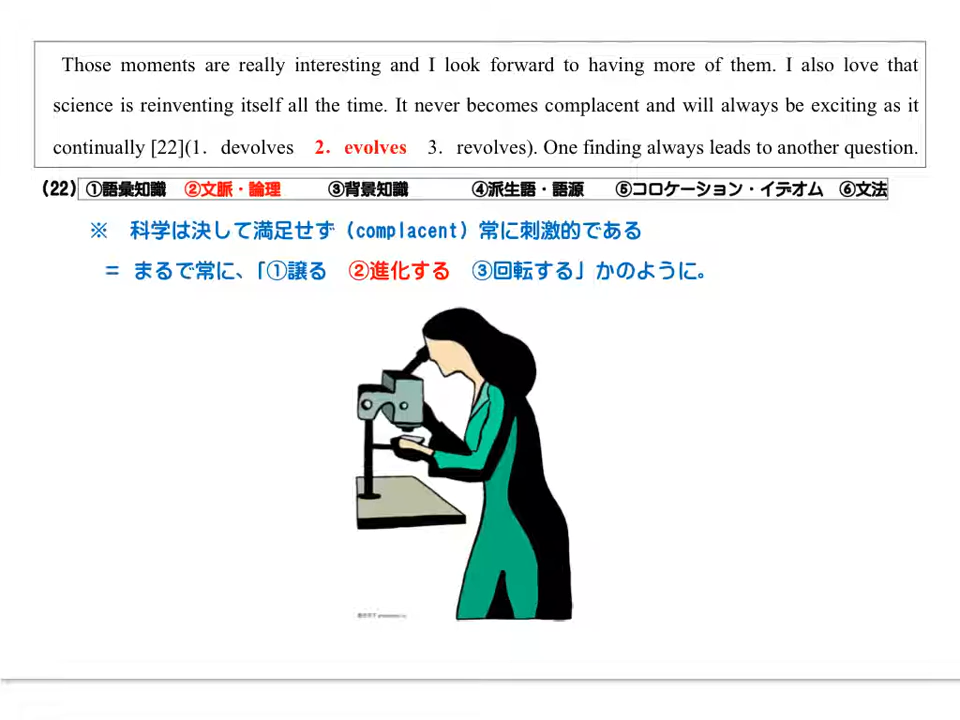 Those moments are really interesting and I look forward to having more of them. I also love that
science is reinventing itself all the time. It never becomes complacent and will always be exciting as it
continually [22](1. devolves 2. evolves 3. revolves). One finding always leads to another question.
(22) ①語彙知識 ②文脈・論理 ③背景知識 ④派生語・語源 ⑤コロケーション・イデオム ⑥文法
※ 科学は決して満足せず（complacent）常に刺激的である
＝ まるで常に、「①譲る ②進化する ③回転する」かのように。